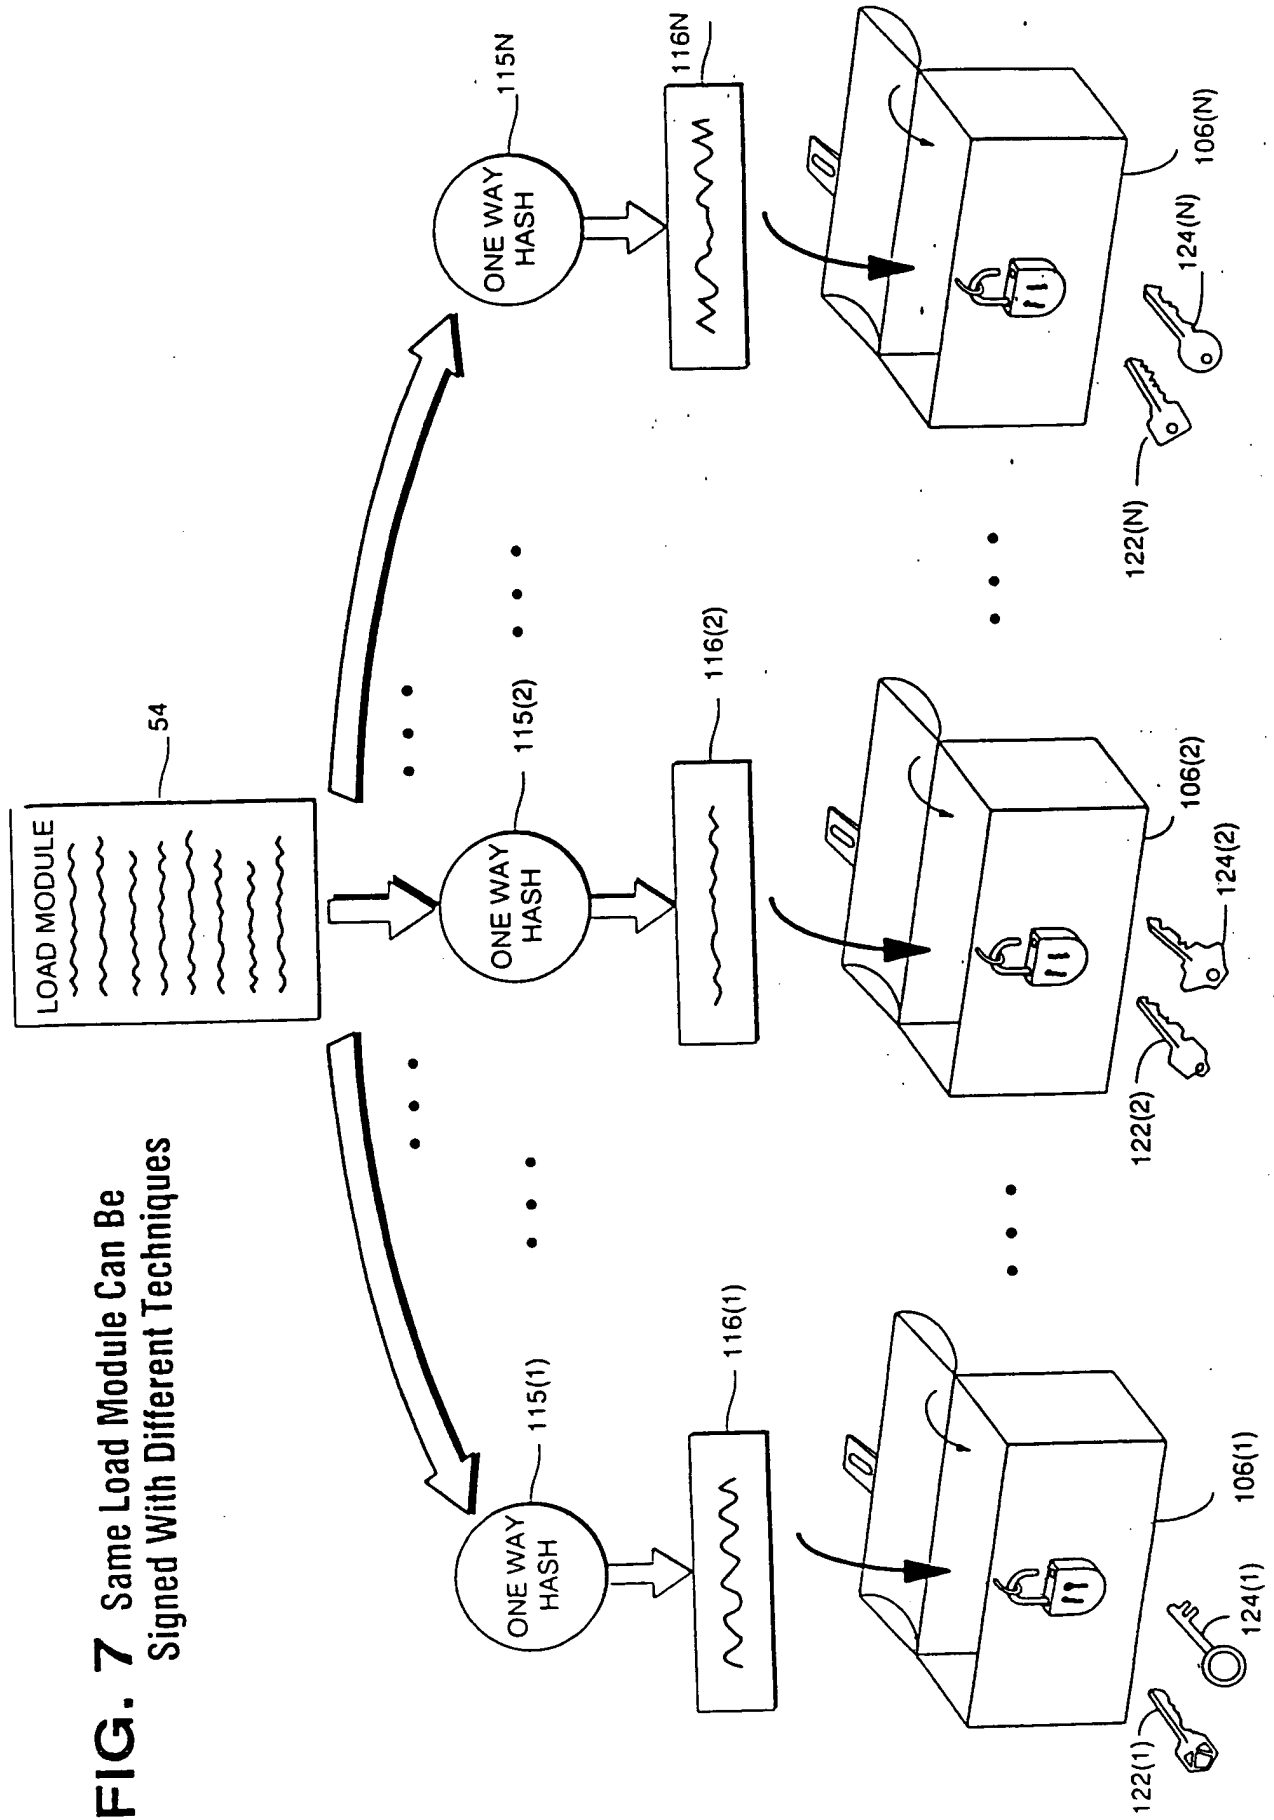 FIG. 7 Same Load Module Can Be
Signed With Different Techniques
LOAD MODULE
54
ONE WAY
HASH
115(1)
ONE WAY
HASH
115(2)
ONE WAY
HASH
115N
116(1)
116(2)
116N
106(1)
106(2)
106(N)
122(1)
124(1)
122(2)
124(2)
122(N)
124(N)